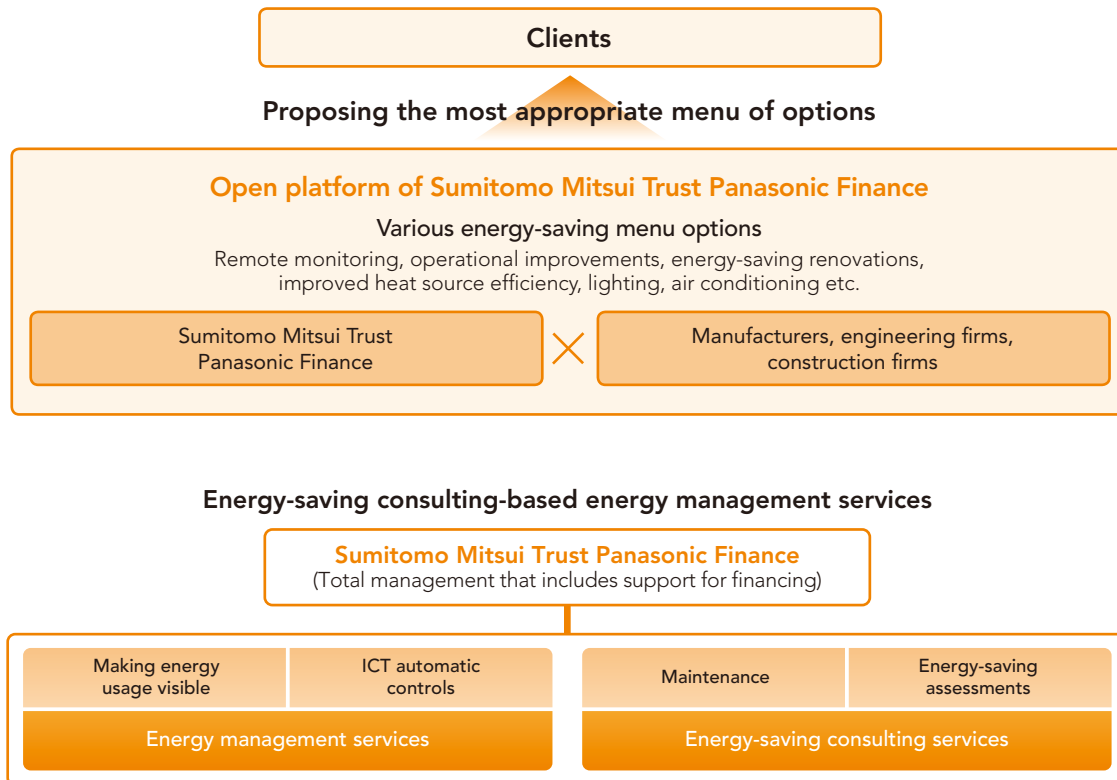 Clients
Proposing the most appropriate menu of options
Open platform of Sumitomo Mitsui Trust Panasonic Finance
Various energy-saving menu options
Remote monitoring, operational improvements, energy-saving renovations,
improved heat source efficiency, lighting, air conditioning etc.
Sumitomo Mitsui Trust
Panasonic Finance
Manufacturers, engineering firms,
construction firms
Energy-saving consulting-based energy management services
Sumitomo Mitsui Trust Panasonic Finance
(Total management that includes support for financing)
Making energy
usage visible
ICT automatic
controls
Energy management services
Maintenance
Energy-saving
assessments
Energy-saving consulting services